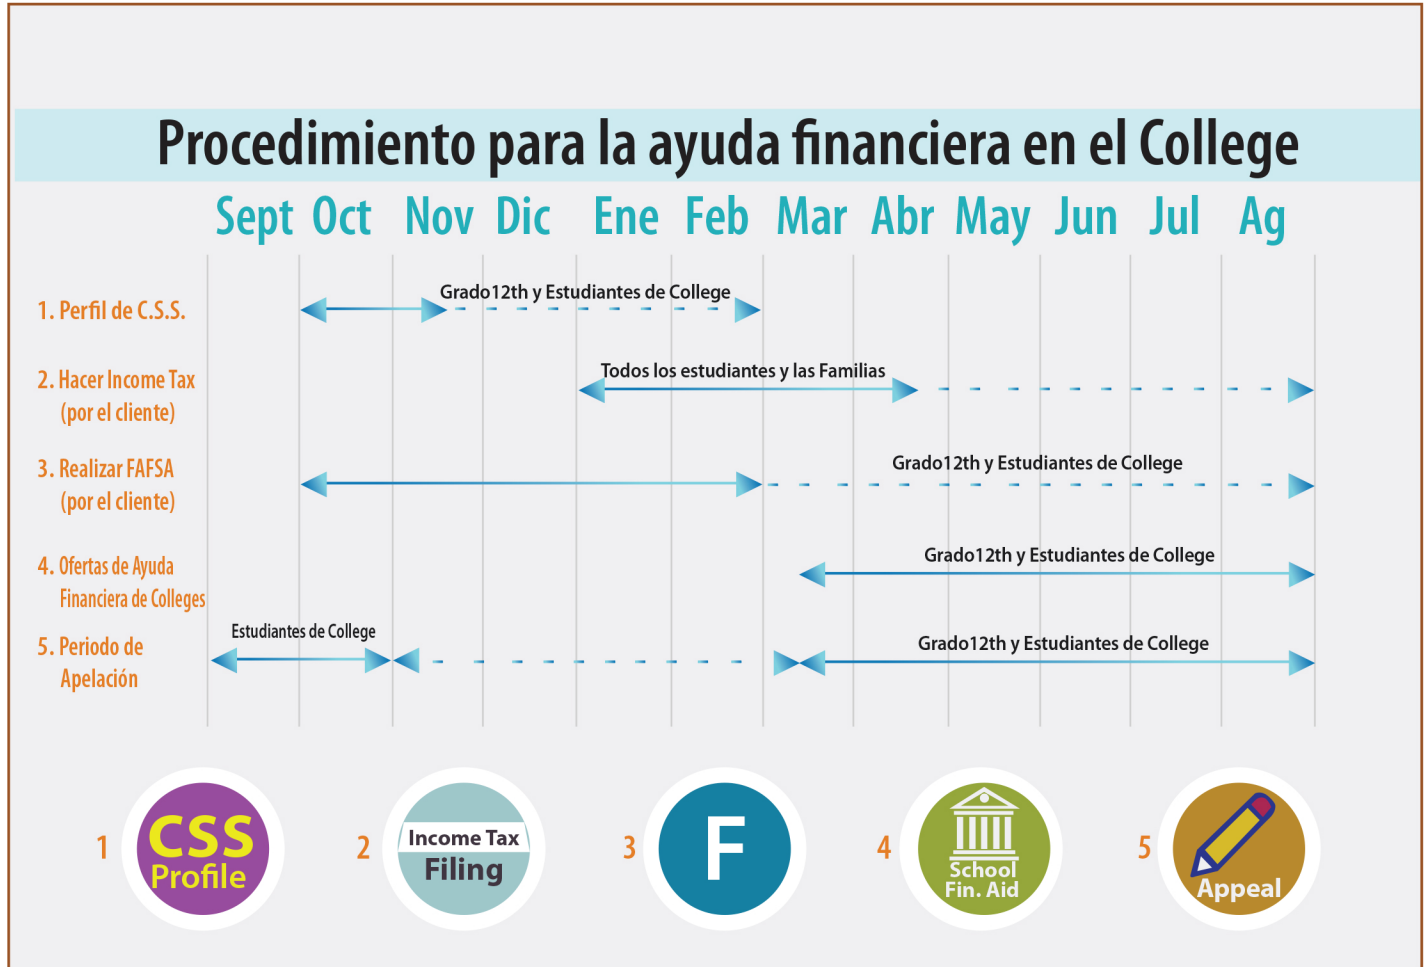 Procedimiento para la ayuda financiera en el College
Sept Oct Nov Dic Ene Feb Mar Abr May Jun Jul Ag
1. Perfil de C.S.S.
Grado12th y Estudiantes de College
2. Hacer Income Tax
(por el cliente)
Todos los estudiantes y las Familias
3. Realizar FAFSA
(por el cliente)
Grado12th y Estudiantes de College
4. Ofertas de Ayuda
Financiera de Colleges
Grado12th y Estudiantes de College
5. Periodo de
Apelación
Estudiantes de College
Grado12th y Estudiantes de College
1
CSS
Profile
2
Income Tax
Filing
3
F
4
School
Fin. Aid
5
Appeal